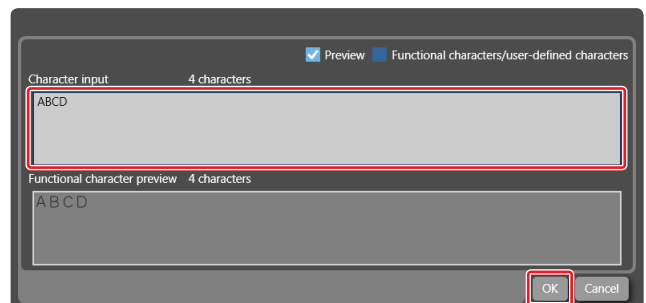 Preview Functional characters/user-defined characters
Character input 4 characters
ABCD
Functional character preview 4 characters
ABCD
OK Cancel